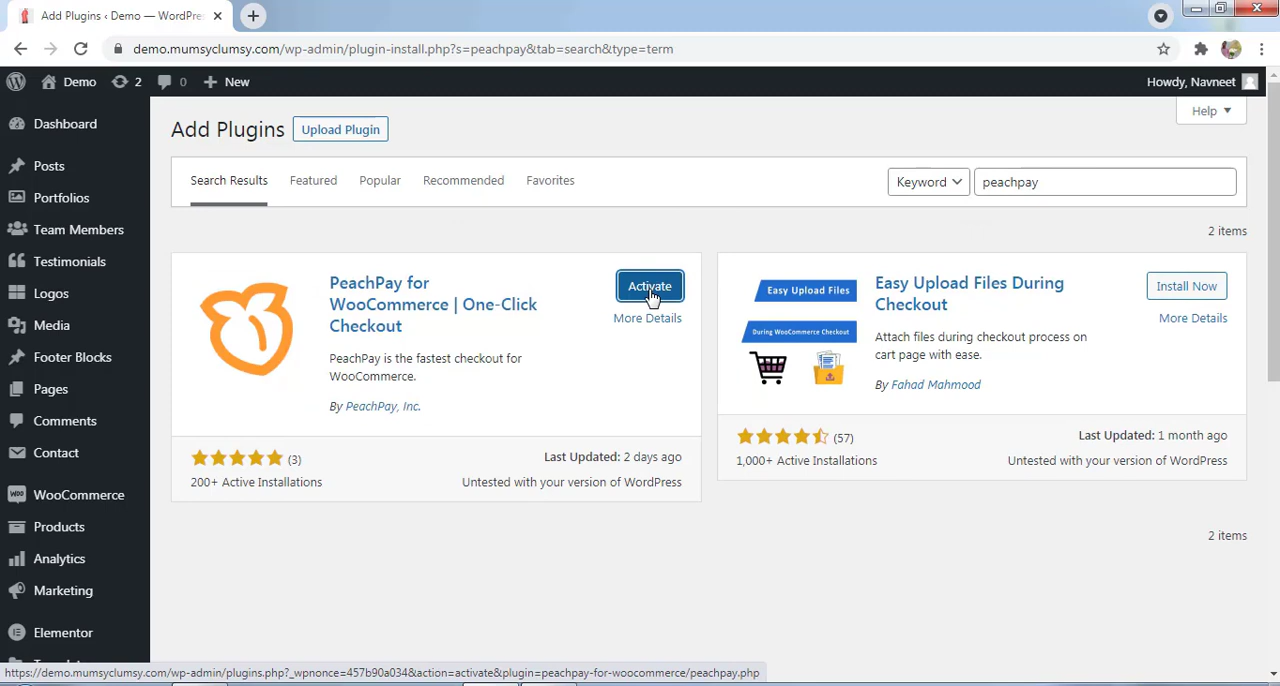 Add Plugins ‹ Demo — WordPre
demo.mumsyclumsy.com/wp-admin/plugin-install.php?s=peachpay&tab=search&type=term
Demo 2 0 New Howdy, Navneet
Help
Add Plugins Upload Plugin
Search Results Featured Popular Recommended Favorites Keyword peachpay
2 items
Dashboard
Posts
Portfolios
Team Members
Testimonials
Logos
Media
Footer Blocks
Pages
Comments
Contact
WooCommerce
Products
Analytics
Marketing
Elementor
PeachPay for
WooCommerce | One-Click
Checkout
Activate
More Details
PeachPay is the fastest checkout for
WooCommerce.
By PeachPay, Inc.
(3)
Last Updated: 2 days ago
200+ Active Installations
Untested with your version of WordPress
Easy Upload Files
During WooCommerce Checkout
Easy Upload Files During
Checkout
Install Now
More Details
Attach files during checkout process on
cart page with ease.
By Fahad Mahmood
(57)
Last Updated: 1 month ago
1,000+ Active Installations
Untested with your version of WordPress
2 items
https://demo.mumsyclumsy.com/wp-admin/plugins.php?_wpnonce=457b90a034&action=activate&plugin=peachpay-for-woocommerce/peachpay.php